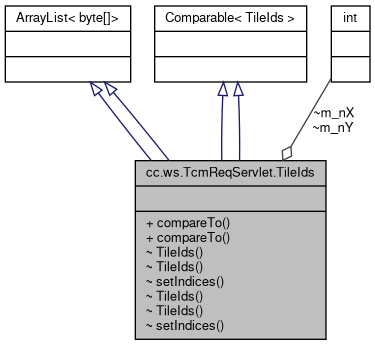 ArrayList< byte[]>
Comparable< TileIds >
int
~m_nX
~m_nY
cc.ws.TcmReqServlet.TileIds
+ compareTo()
+ compareTo()
~ TileIds()
~ TileIds()
~ setIndices()
~ TileIds()
~ TileIds()
~ setIndices()